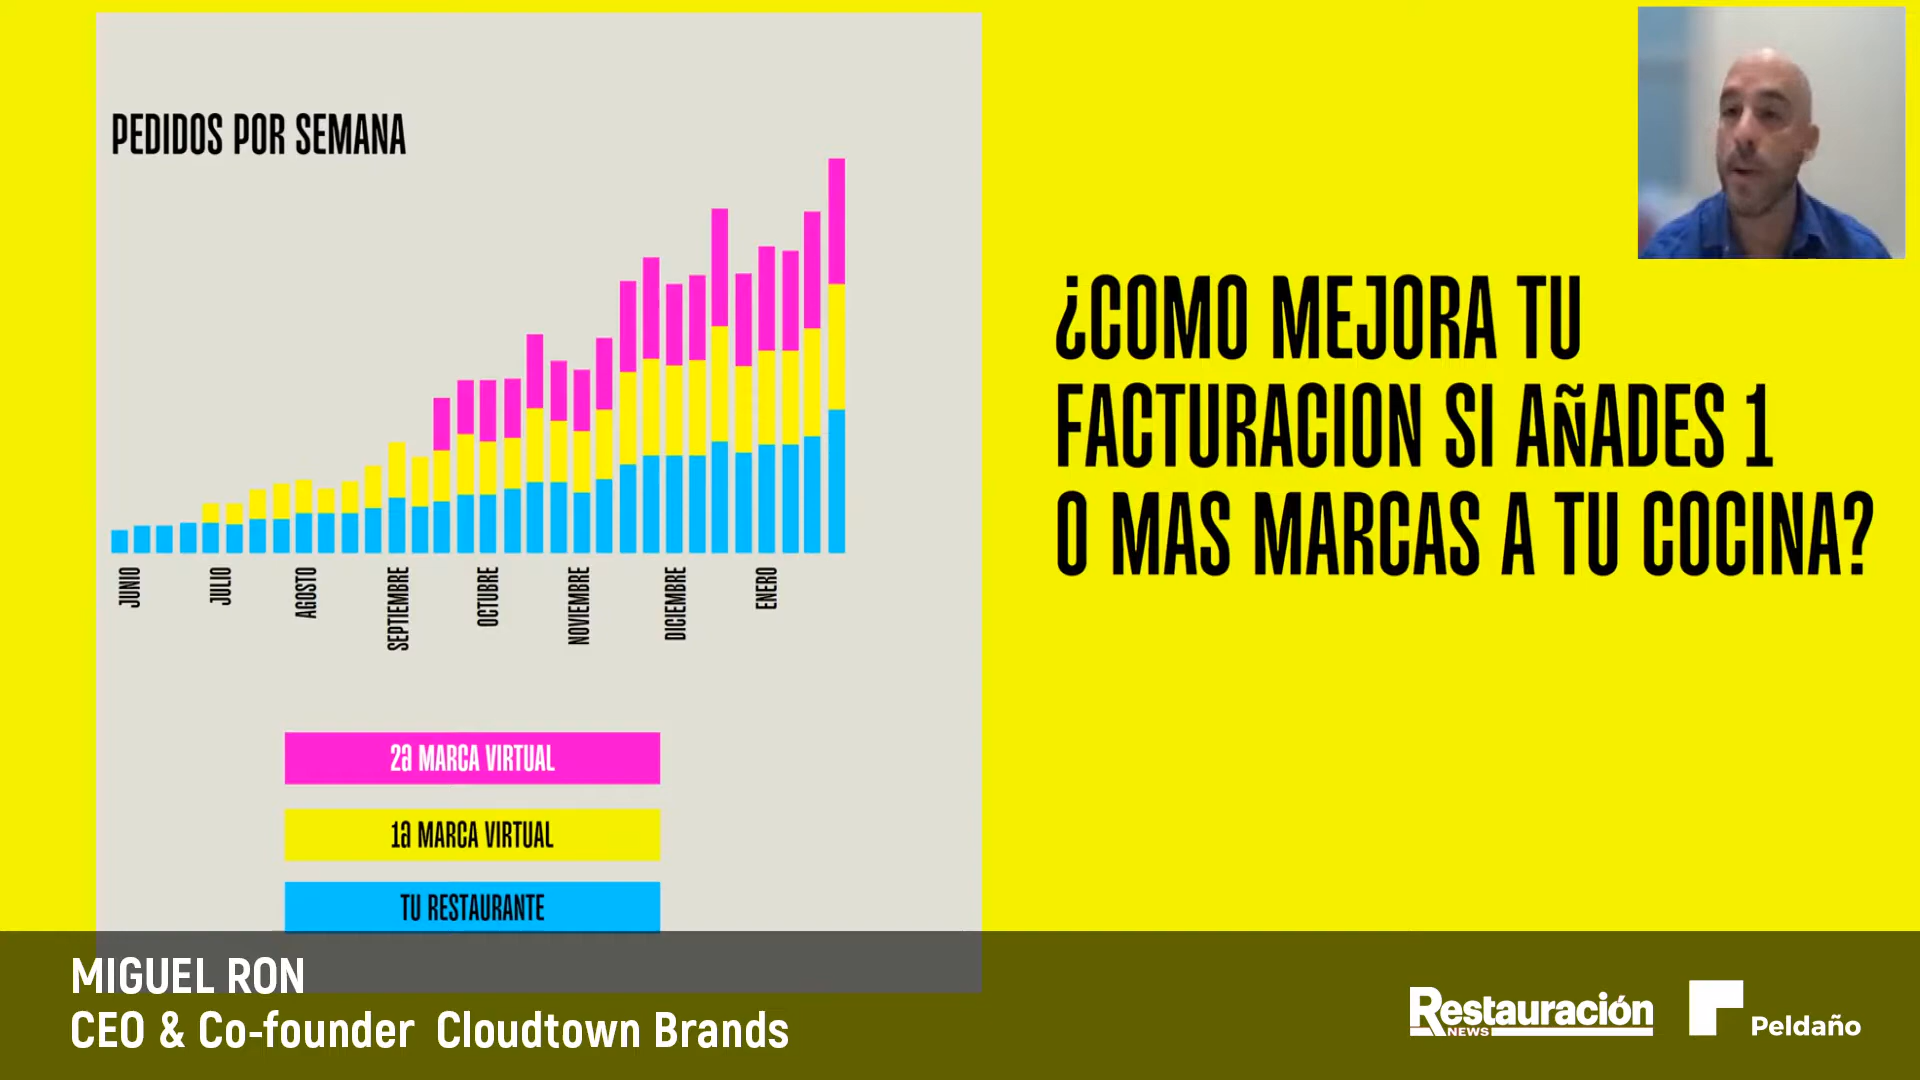 PEDIDOS POR SEMANA
JUNIO
JULIO
AGOSTO
SEPTIEMBRE
OCTUBRE
NOVIEMBRE
DICIEMBRE
ENERO
2a MARCA VIRTUAL
1a MARCA VIRTUAL
TU RESTAURANTE
¿COMO MEJORA TU
FACTURACION SI AÑADES 1
O MAS MARCAS A TU COCINA?
MIGUEL RON
CEO & Co-founder Cloudtown Brands
Restauración
NEWS
Peldaño